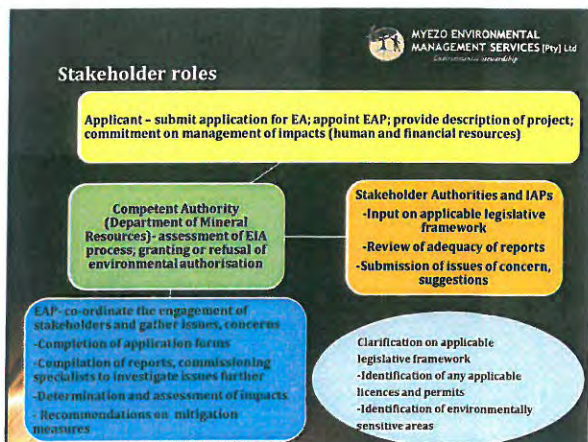 MYEZO ENVIRONMENTAL
MANAGEMENT SERVICES [Pty] Ltd
Environmental stewardship
Stakeholder roles
Applicant – submit application for EA; appoint EAP; provide description of project;
commitment on management of impacts (human and financial resources)
Competent Authority
(Department of Mineral
Resources)- assessment of EIA
process, granting or refusal of
environmental authorisation
Stakeholder Authorities and IAPs
-Input on applicable legislative
framework
-Review of adequacy of reports
-Submission of issues of concern,
suggestions
EAP- co-ordinate the engagement of
stakeholders and gather issues, concerns
-Completion of application forms
-Compilation of reports, commissioning
specialists to investigate issues further
-Determination and assessment of impacts
- Recommendations on mitigation
measures
Clarification on applicable
legislative framework
-Identification of any applicable
licences and permits
-Identification of environmentally
sensitive areas